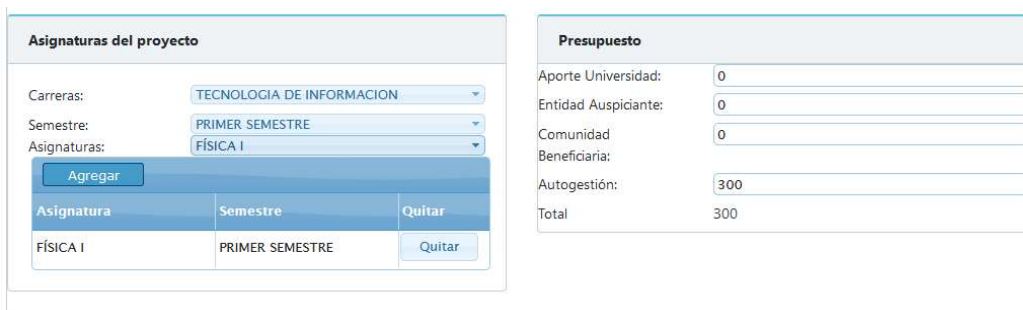 Asignaturas del proyecto
Carreras: TECNOLOGIA DE INFORMACION
Semestre: PRIMER SEMESTRE
Asignaturas: FÍSICA I
Agregar
Asignatura Semestre Quitar
FÍSICA I PRIMER SEMESTRE Quitar
Presupuesto
Aporte Universidad: 0
Entidad Auspiciante: 0
Comunidad 0
Beneficiaria:
Autogestión: 300
Total 300